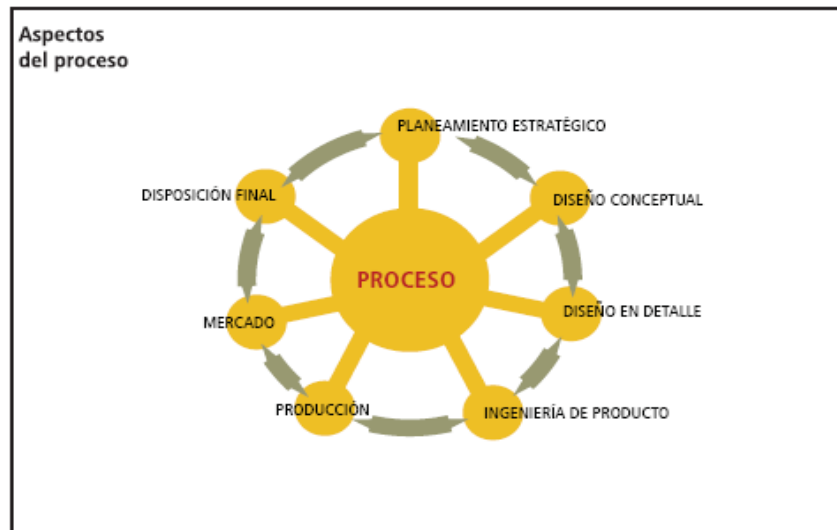 Aspectos
del proceso
PLANEAMIENTO ESTRATÉGICO
DISPOSICIÓN FINAL
DISEÑO CONCEPTUAL
PROCESO
MERCADO
DISEÑO EN DETALLE
PRODUCCIÓN
INGENIERÍA DE PRODUCTO